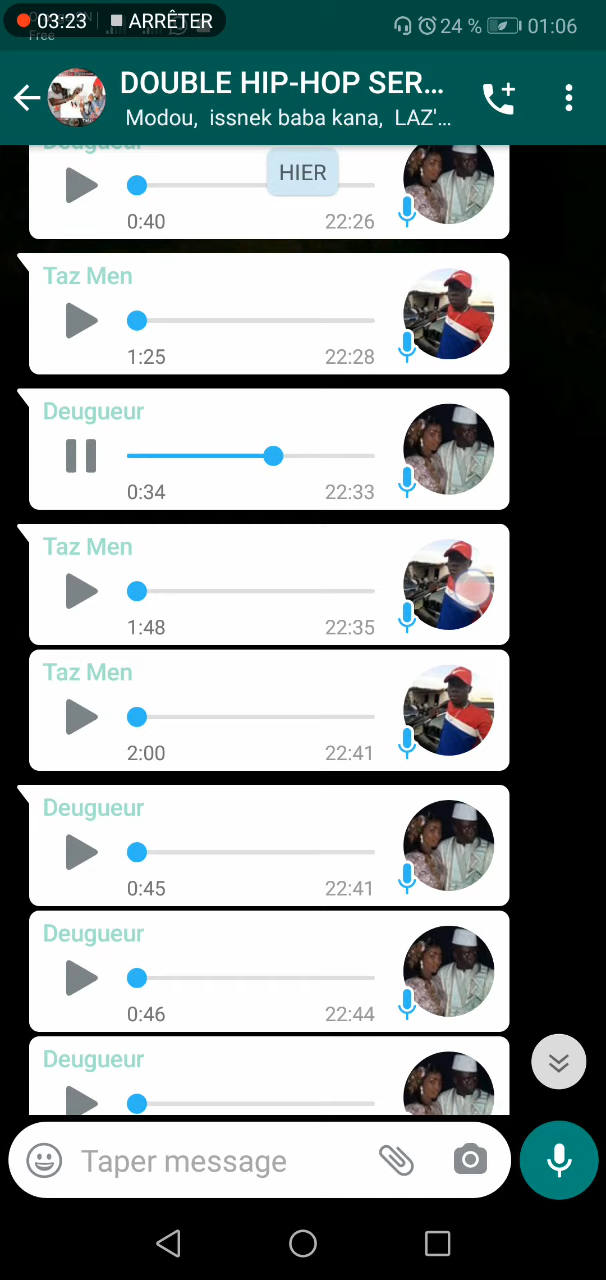 03:23 ARRÊTER
24 % 01:06
Free
DOUBLE HIP-HOP SER...
Modou, issnek baba kana, LAZ'...
Deugueur
HIER
0:40 22:26
Taz Men
1:25 22:28
Deugueur
0:34 22:33
Taz Men
1:48 22:35
Taz Men
2:00 22:41
Deugueur
0:45 22:41
Deugueur
0:46 22:44
Deugueur
Taper message